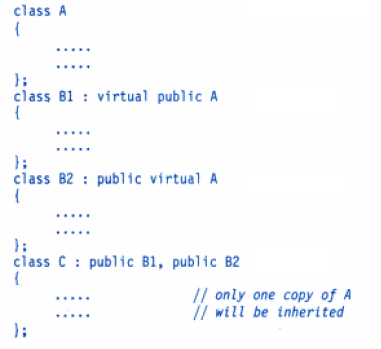 class A
{
.....
.....
};
class B1 : virtual public A
{
.....
.....
};
class B2 : public virtual A
{
.....
.....
};
class C : public B1, public B2
{
..... // only one copy of A
..... // will be inherited
};